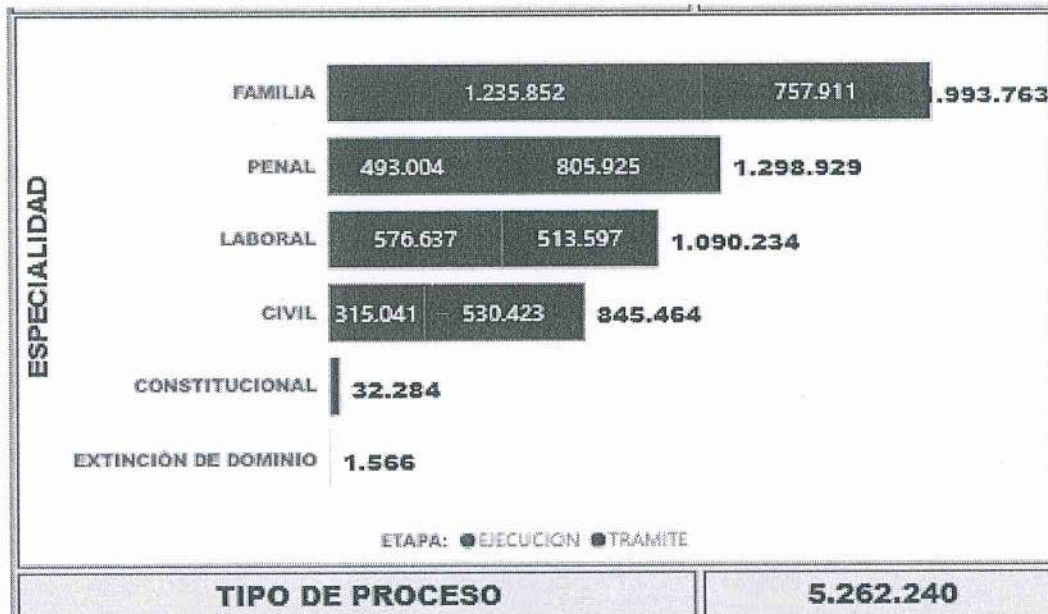 ESPECIALIDAD
FAMILIA 1.235.852 757.911 1.993.763
PENAL 493.004 805.925 1.298.929
LABORAL 576.637 513.597 1.090.234
CIVIL 315.041 530.423 845.464
CONSTITUCIONAL 32.284
EXTINCIÓN DE DOMINIO 1.566
ETAPA: EJECUCION TRAMITE
TIPO DE PROCESO 5.262.240